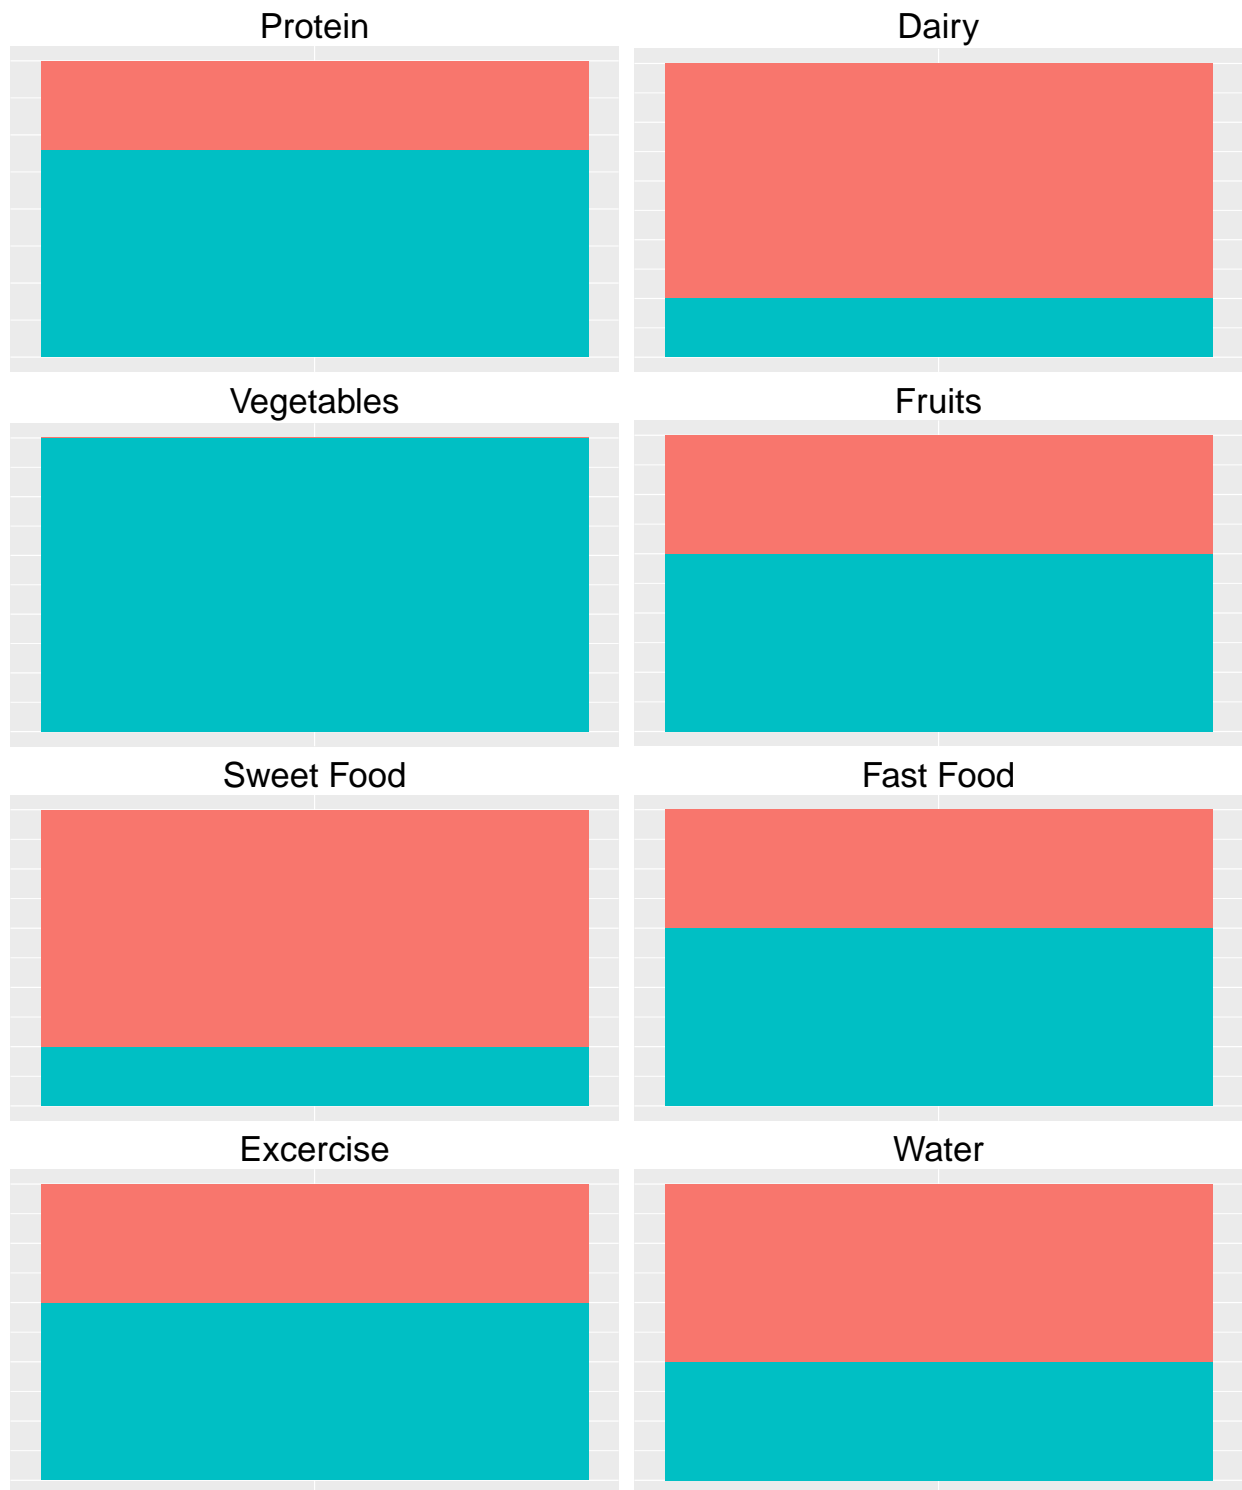 Protein
Dairy
Vegetables
Fruits
Sweet Food
Fast Food
Excercise
Water